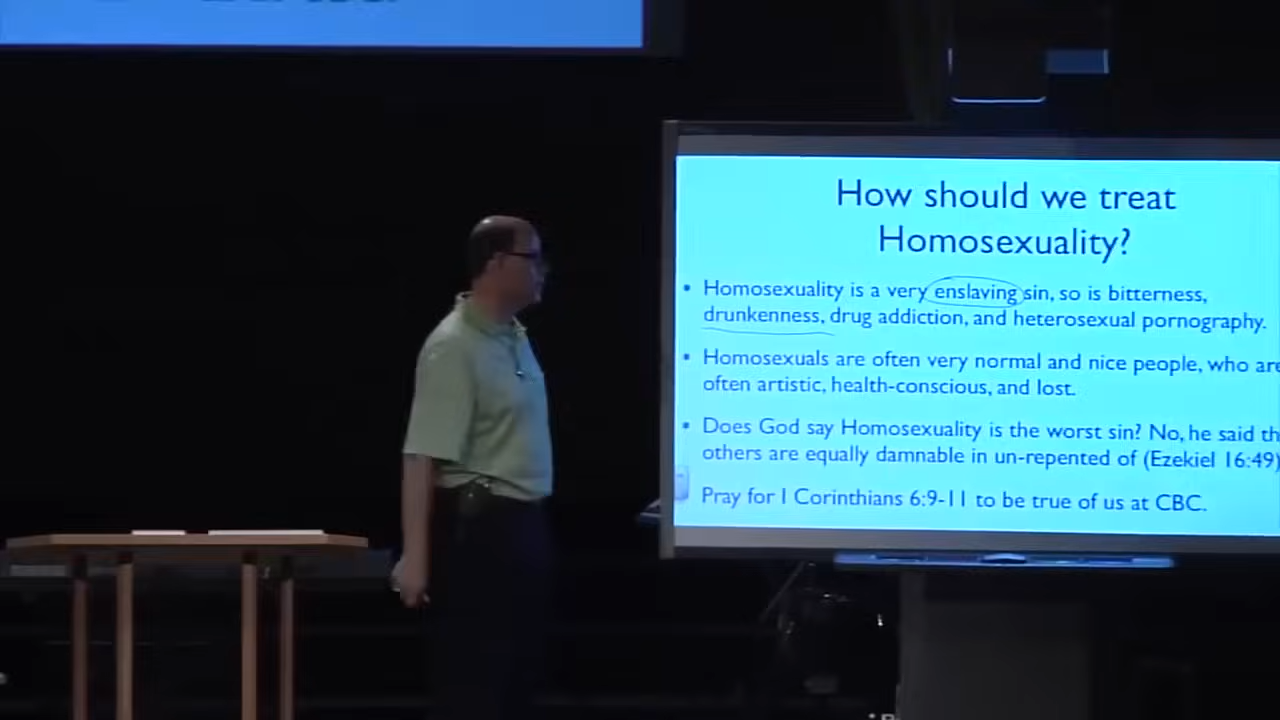 How should we treat
Homosexuality?
• Homosexuality is a very enslaving sin, so is bitterness,
drunkenness, drug addiction, and heterosexual pornography.
• Homosexuals are often very normal and nice people, who are
often artistic, health-conscious, and lost.
• Does God say Homosexuality is the worst sin? No, he said
others are equally damnable in un-repented of (Ezekiel 16:49)
Pray for 1 Corinthians 6:9-11 to be true of us at CBC.